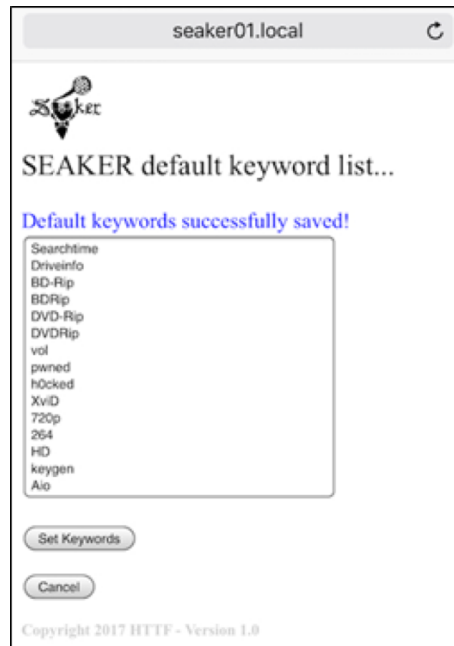 seaker01.local
Seaker
SEAKER default keyword list...
Default keywords successfully saved!
Searchtime
Driveinfo
BD-Rip
BDRip
DVD-Rip
DVDRip
vol
pwned
h0cked
XviD
720p
264
HD
keygen
Aio
Set Keywords
Cancel
Copyright 2017 HTTF - Version 1.0